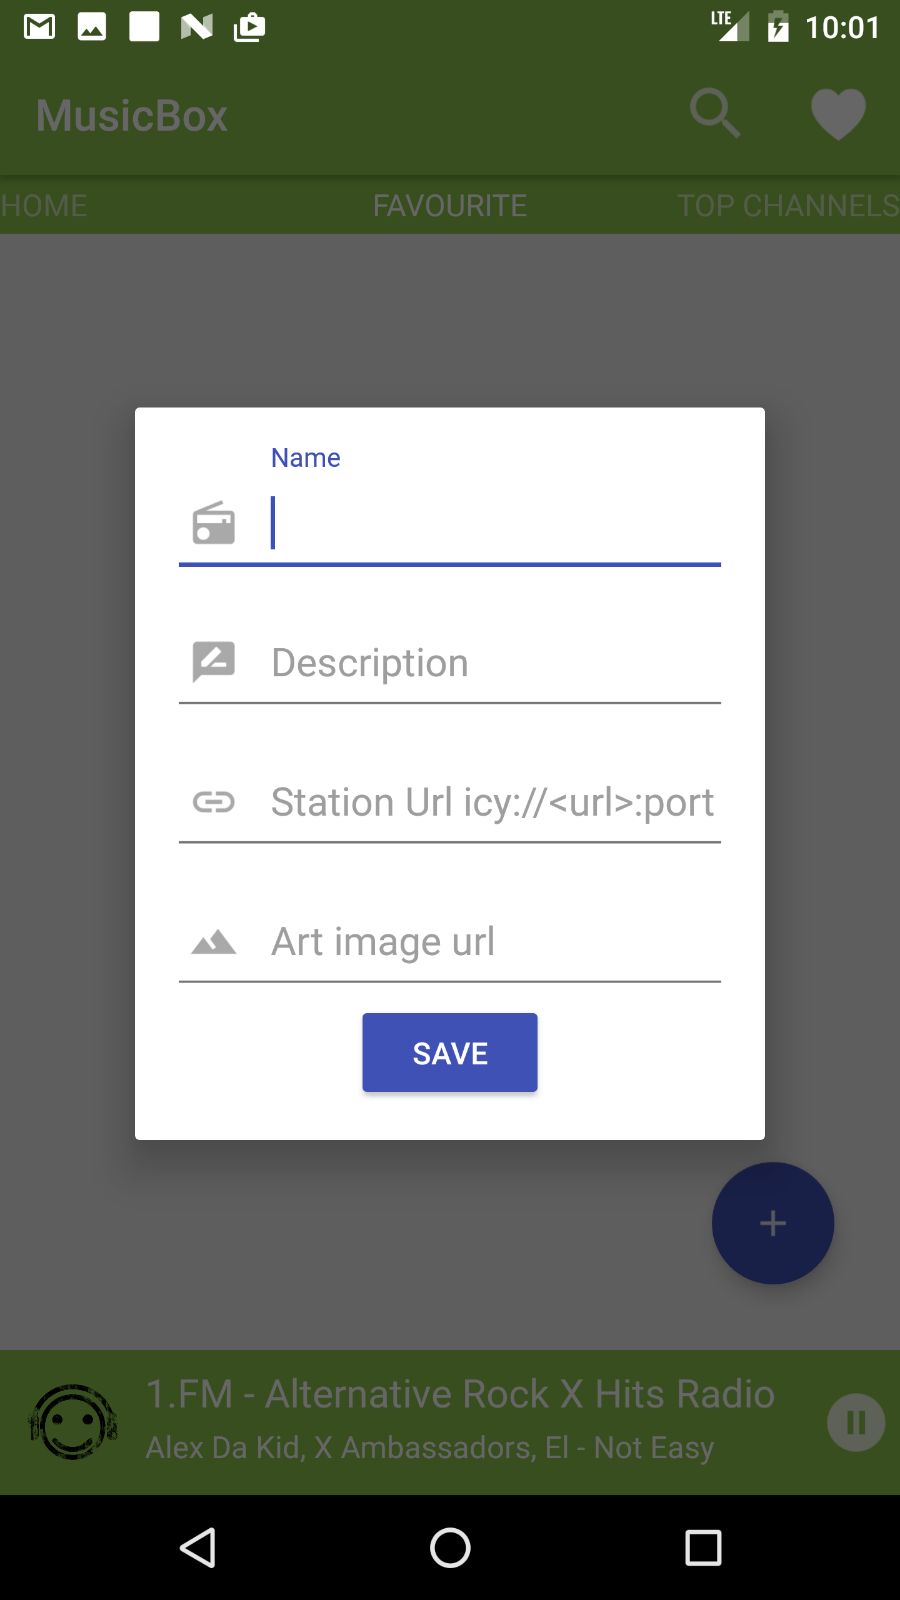 LTE 10:01
MusicBox
HOME FAVOURITE TOP CHANNELS
Name
Description
Station Url icy://<url>:port
Art image url
SAVE
+
1.FM - Alternative Rock X Hits Radio
Alex Da Kid, X Ambassadors, El - Not Easy